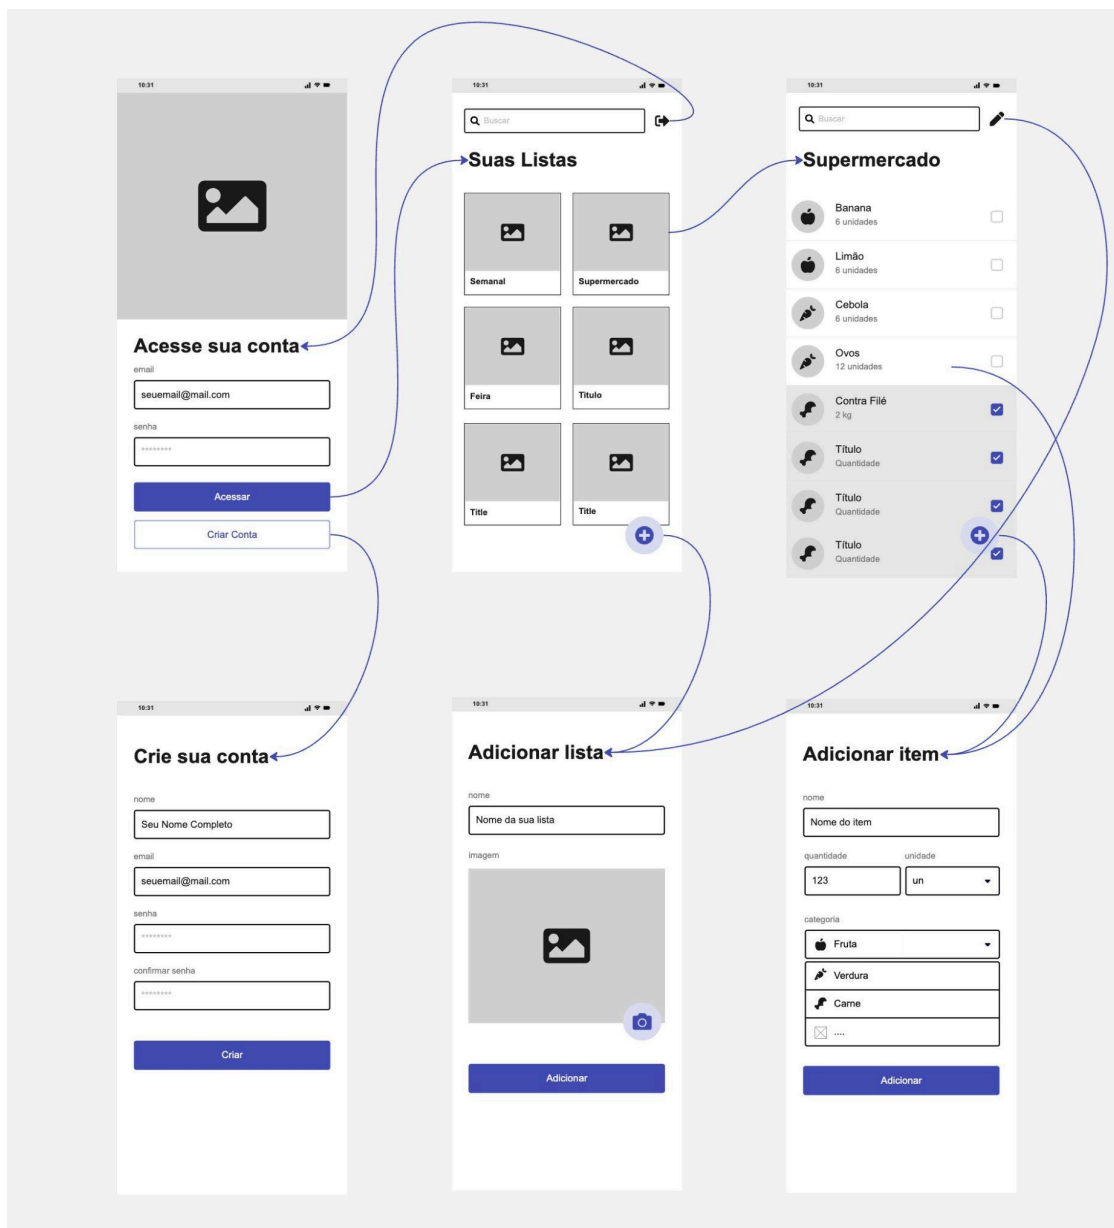 10:31
Acesse sua conta
email
seuemail@mail.com
senha
********
Acessar
Criar Conta
10:31
Buscar
Suas Listas
Semanal
Supermercado
Feira
Titulo
Title
Title
10:31
Buscar
Supermercado
Banana
6 unidades
Limão
6 unidades
Cebola
6 unidades
Ovos
12 unidades
Contra Filé
2 kg
Título
Quantidade
Título
Quantidade
Título
Quantidade
10:31
Crie sua conta
nome
Seu Nome Completo
email
seuemail@mail.com
senha
********
confirmar senha
********
Criar
10:31
Adicionar lista
nome
Nome da sua lista
imagem
Adicionar
10:31
Adicionar item
nome
Nome do item
quantidade
unidade
123
un
categoria
Fruta
Verdura
Carne
....
Adicionar